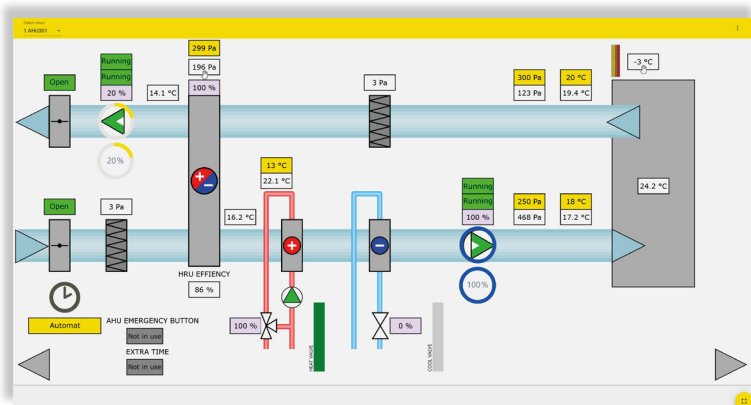 Select object
1 AHU301
299 Pa
196 Pa
100 %
Running
Running
20 %
14.1 °C
Open
20%
3 Pa
300 Pa
123 Pa
20 °C
19.4 °C
-3 °C
24.2 °C
13 °C
22.1 °C
Open
3 Pa
16.2 °C
Running
Running
100 %
250 Pa
468 Pa
18 °C
17.2 °C
HRU EFFIENCY
86 %
100%
Automat
AHU EMERGENCY BUTTON
Not in use
EXTRA TIME
Not in use
100 %
HEAT VALVE
0 %
COOL VALVE